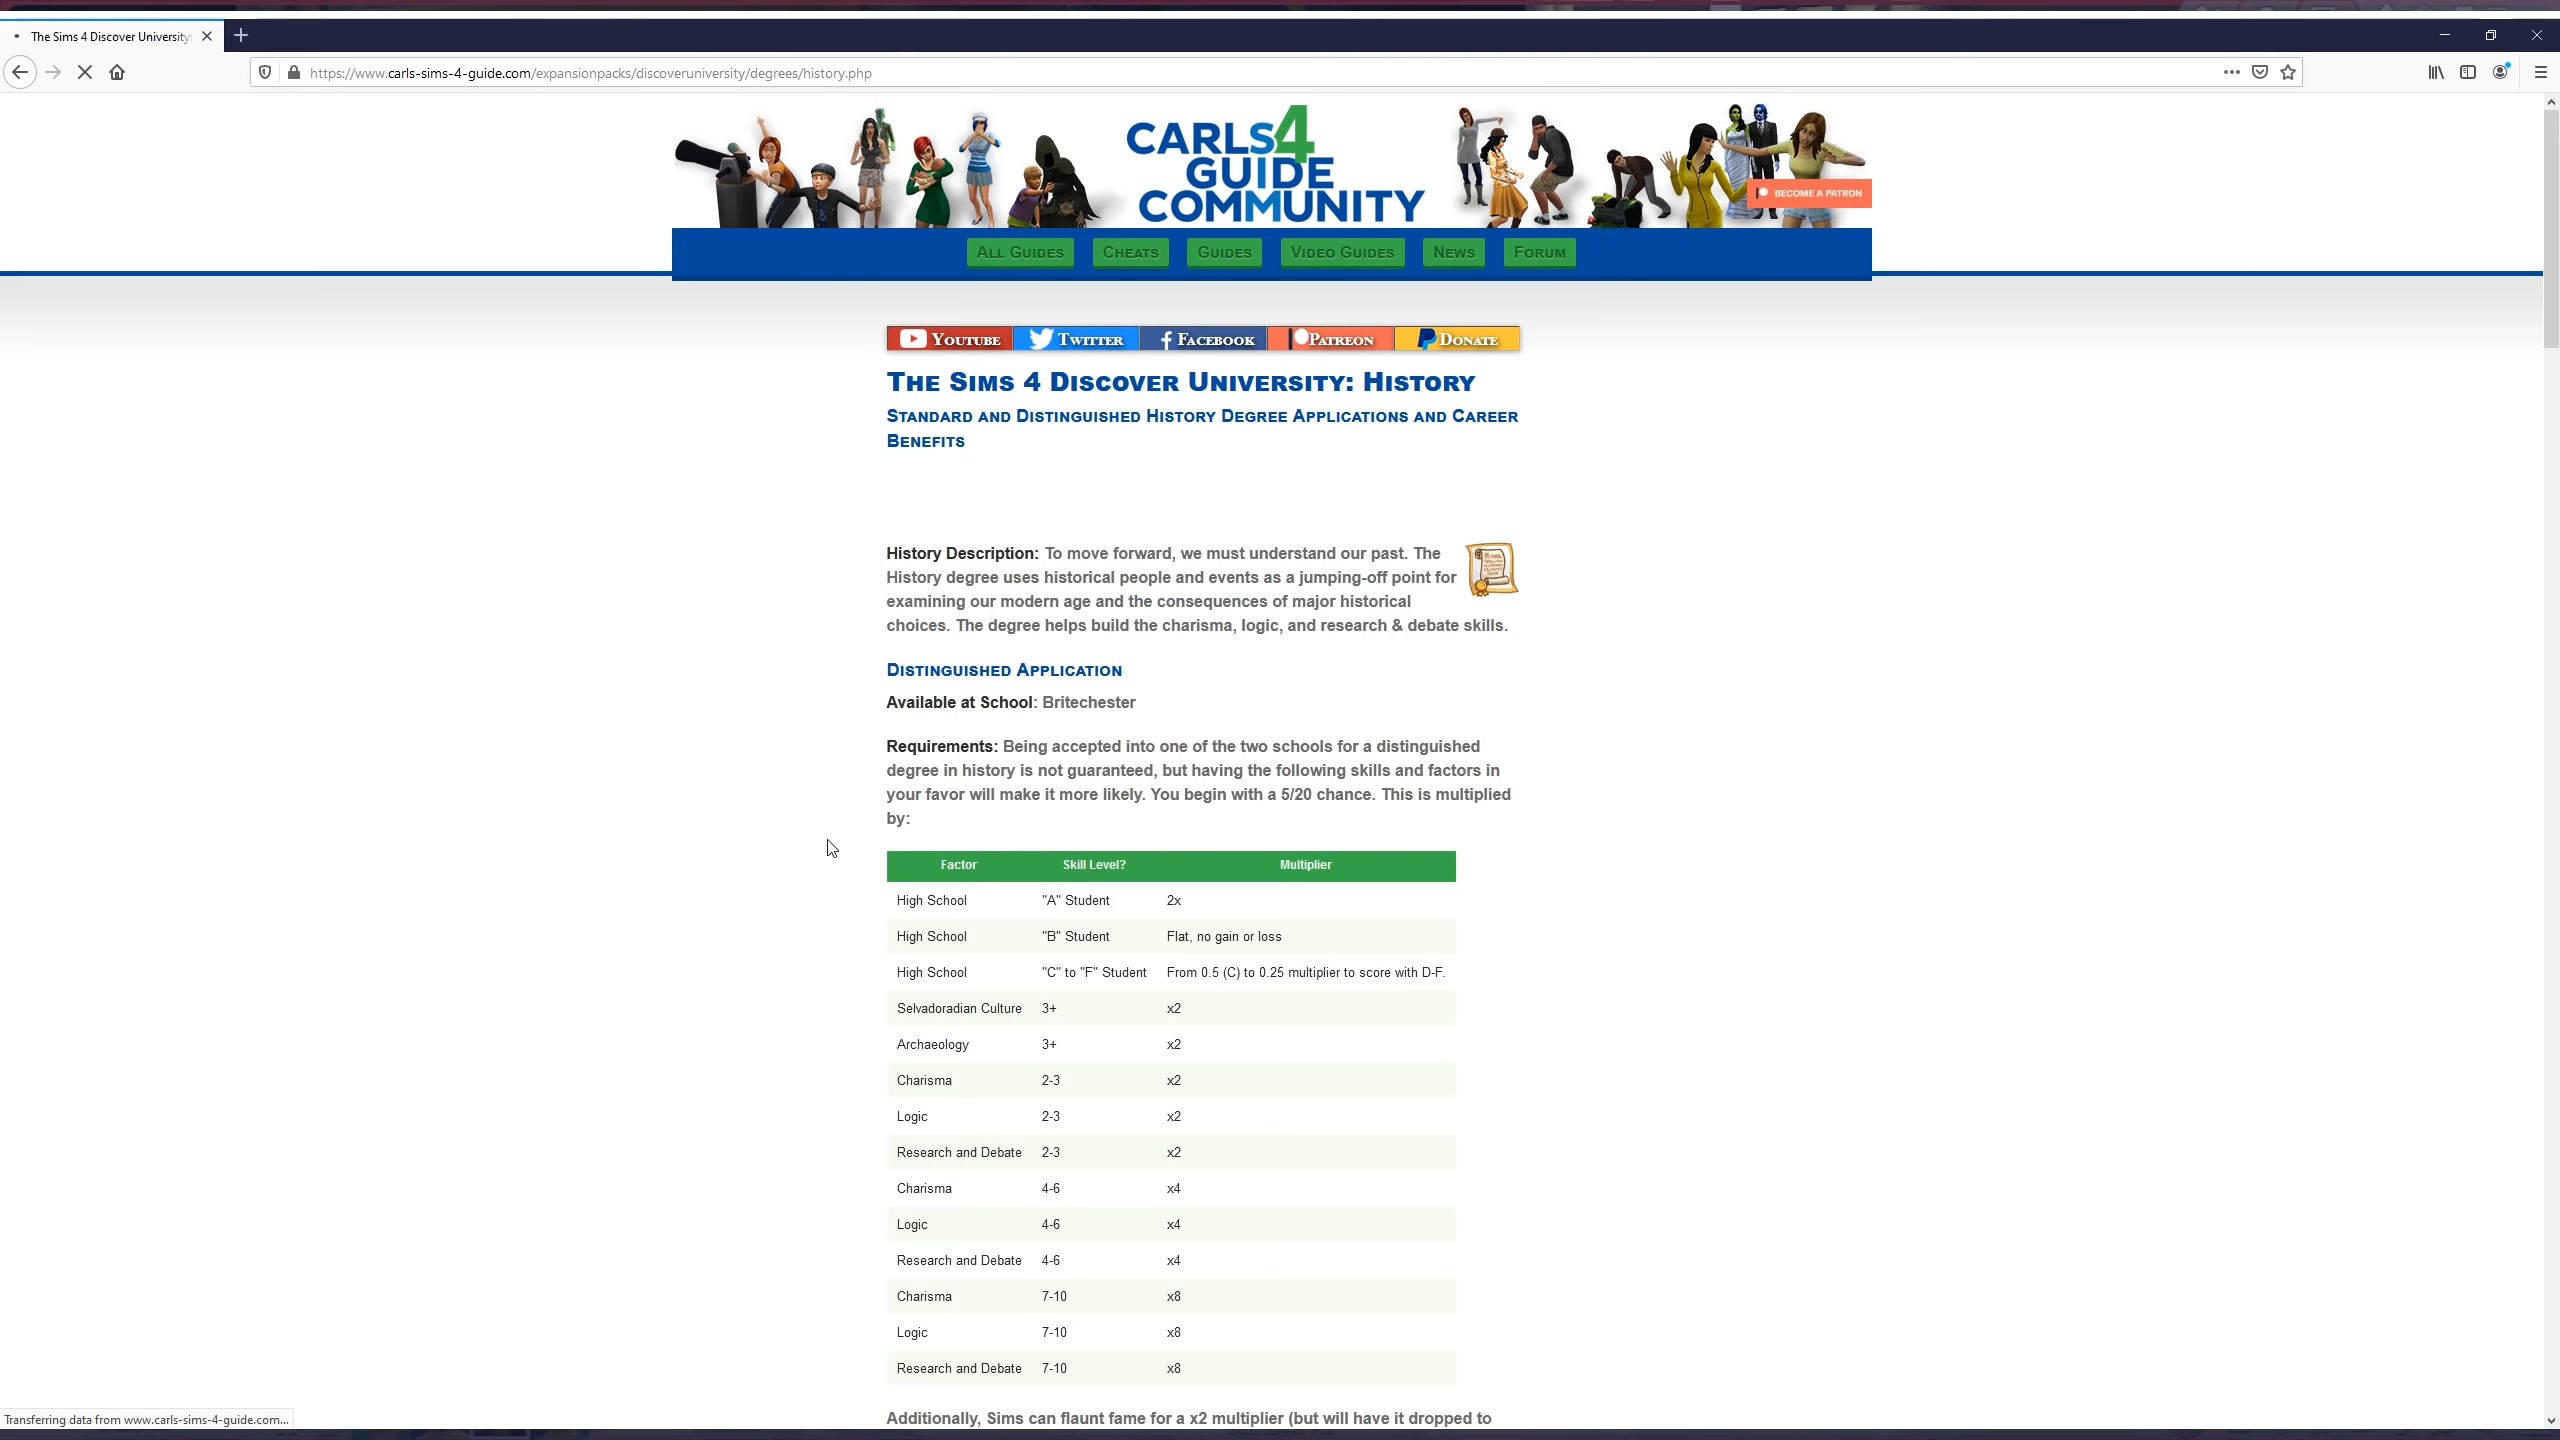 The Sims 4 Discover University:
https://www.carls-sims-4-guide.com/expansionpacks/discoveruniversity/degrees/history.php
CARLS4
GUIDE
COMMUNITY
BECOME A PATRON
All Guides Cheats Guides Video Guides News Forum
Youtube Twitter Facebook Patreon Donate
The Sims 4 Discover University: History
Standard and Distinguished History Degree Applications and Career
Benefits
History Description: To move forward, we must understand our past. The
History degree uses historical people and events as a jumping-off point for
examining our modern age and the consequences of major historical
choices. The degree helps build the charisma, logic, and research & debate skills.
Distinguished Application
Available at School: Britechester
Requirements: Being accepted into one of the two schools for a distinguished
degree in history is not guaranteed, but having the following skills and factors in
your favor will make it more likely. You begin with a 5/20 chance. This is multiplied
by:
Factor Skill Level? Multiplier
High School "A" Student 2x
High School "B" Student Flat, no gain or loss
High School "C" to "F" Student From 0.5 (C) to 0.25 multiplier to score with D-F.
Selvadoradian Culture 3+ x2
Archaeology 3+ x2
Charisma 2-3 x2
Logic 2-3 x2
Research and Debate 2-3 x2
Charisma 4-6 x4
Logic 4-6 x4
Research and Debate 4-6 x4
Charisma 7-10 x8
Logic 7-10 x8
Research and Debate 7-10 x8
Additionally, Sims can flaunt fame for a x2 multiplier (but will have it dropped to
Transferring data from www.carls-sims-4-guide.com...